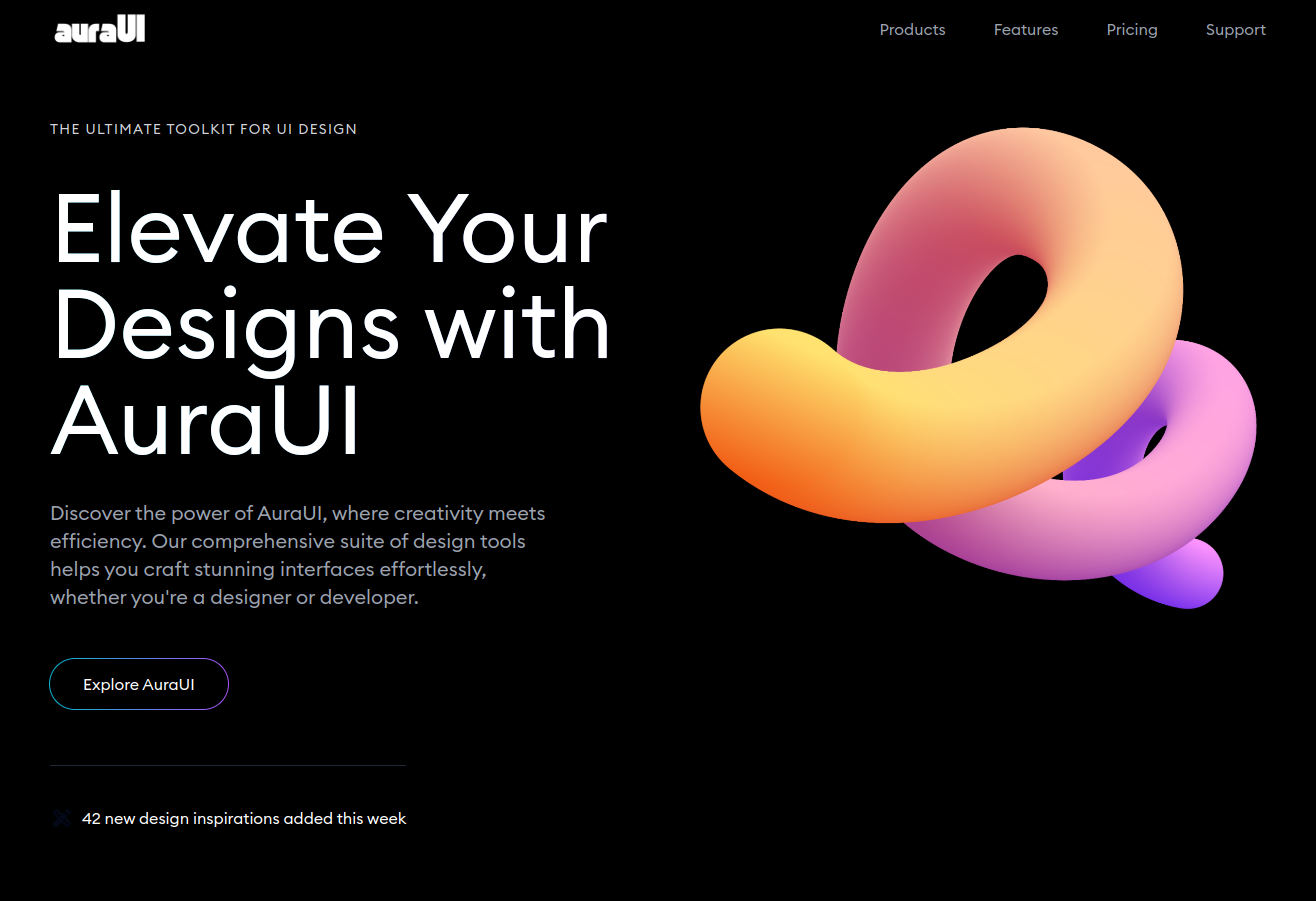 auraUI
Products Features Pricing Support
THE ULTIMATE TOOLKIT FOR UI DESIGN
Elevate Your
Designs with
AuraUI
Discover the power of AuraUI, where creativity meets
efficiency. Our comprehensive suite of design tools
helps you craft stunning interfaces effortlessly,
whether you're a designer or developer.
Explore AuraUI
42 new design inspirations added this week